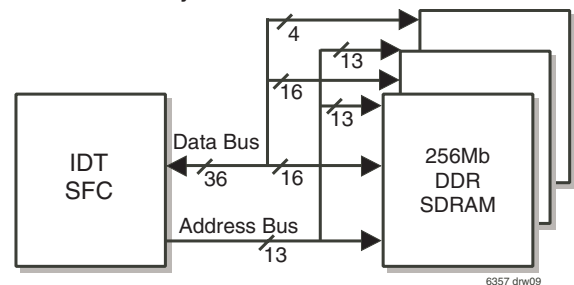 4
13
16
13
Data Bus
36
16
IDT
SFC
256Mb
DDR
SDRAM
Address Bus
13
6357 drw09